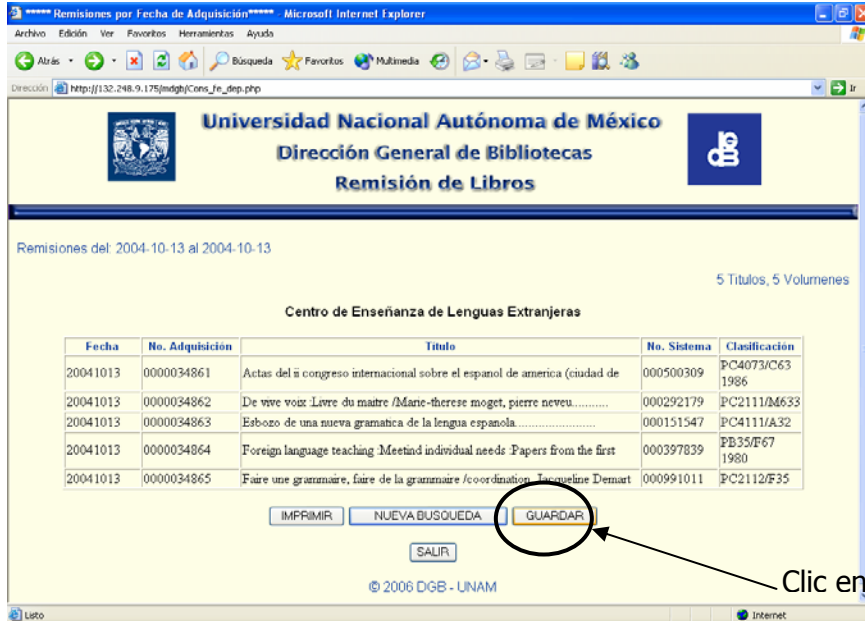 ***** Remisiones por Fecha de Adquisición***** - Microsoft Internet Explorer
Archivo Edición Ver Favoritos Herramientas Ayuda
Atrás Búsqueda Favoritos Multimedia
Dirección http://132.248.9.175/mdgb/Cons_fe_dep.php Ir
Universidad Nacional Autónoma de México
Dirección General de Bibliotecas
Remisión de Libros
Remisiones del: 2004-10-13 al 2004-10-13
5 Titulos, 5 Volumenes
Centro de Enseñanza de Lenguas Extranjeras
Fecha No. Adquisición Titulo No. Sistema Clasificación
20041013 0000034861 Actas del ii congreso internacional sobre el espanol de america (ciudad de 000500309 PC4073/C63
1986
20041013 0000034862 De vive voix :Livre du maitre /Marie-therese moget, pierre neveu........... 000292179 PC2111/M633
20041013 0000034863 Esbozo de una nueva gramatica de la lengua espanola........................ 000151547 PC4111/A32
20041013 0000034864 Foreign language teaching :Meetind individual needs :Papers from the first 000397839 PB35/F67
1980
20041013 0000034865 Faire une grammaire, faire de la grammaire /coordination, Jacqueline Demart 000991011 PC2112/F35
IMPRIMIR NUEVA BUSQUEDA GUARDAR
SALIR
Clic en
© 2006 DGB - UNAM
Listo Internet